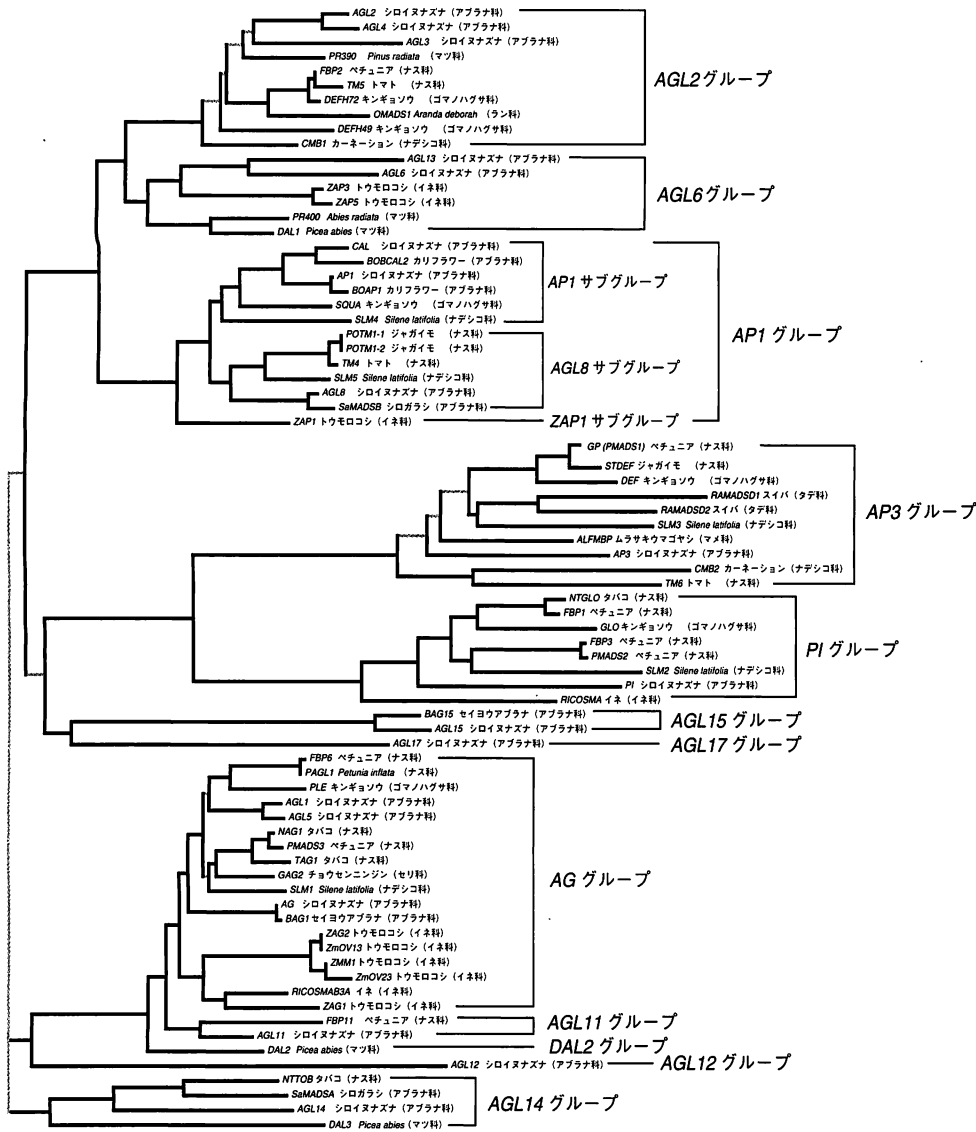 AGL2 シロイヌナズナ (アブラナ科)
AGL4 シロイヌナズナ (アブラナ科)
AGL3 シロイヌナズナ (アブラナ科)
PR390 Pinus radiata (マツ科)
FBP2 ペチュニア (ナス科)
TM5 トマト (ナス科)
DEFH72 キンギョソウ (ゴマノハグサ科)
OMADS1 Aranda deborah (ラン科)
DEFH49 キンギョソウ (ゴマノハグサ科)
CMB1 カーネーション (ナデシコ科)
AGL2グループ
AGL13 シロイヌナズナ (アブラナ科)
AGL6 シロイヌナズナ (アブラナ科)
ZAP3 トウモロコシ (イネ科)
ZAP5 トウモロコシ (イネ科)
PR400 Abies radiata (マツ科)
DAL1 Picea abies (マツ科)
AGL6グループ
CAL シロイヌナズナ (アブラナ科)
BOBCAL2 カリフラワー (アブラナ科)
AP1 シロイヌナズナ (アブラナ科)
BOAP1 カリフラワー (アブラナ科)
SQUA キンギョソウ (ゴマノハグサ科)
SLM4 Silene latifolia (ナデシコ科)
AP1 サブグループ
POTM1-1 ジャガイモ (ナス科)
POTM1-2 ジャガイモ (ナス科)
TM4 トマト (ナス科)
SLM5 Silene latifolia (ナデシコ科)
AGL8 シロイヌナズナ (アブラナ科)
SaMADSB シロガラシ (アブラナ科)
AGL8 サブグループ
ZAP1 トウモロコシ (イネ科)
ZAP1 サブグループ
AP1 グループ
GP (PMADS1) ペチュニア (ナス科)
STDEF ジャガイモ (ナス科)
DEF キンギョソウ (ゴマノハグサ科)
RAMADSD1 スイバ (タデ科)
RAMADSD2 スイバ (タデ科)
SLM3 Silene latifolia (ナデシコ科)
ALFMBP ムラサキウマゴヤシ (マメ科)
AP3 シロイヌナズナ (アブラナ科)
CMB2 カーネーション (ナデシコ科)
TM6 トマト (ナス科)
AP3 グループ
NTGLO タバコ (ナス科)
FBP1 ペチュニア (ナス科)
GLO キンギョソウ (ゴマノハグサ科)
FBP3 ペチュニア (ナス科)
PMADS2 ペチュニア (ナス科)
SLM2 Silene latifolia (ナデシコ科)
PI シロイヌナズナ (アブラナ科)
RICOSMA イネ (イネ科)
PI グループ
BAG15 セイヨウアブラナ (アブラナ科)
AGL15 シロイヌナズナ (アブラナ科)
AGL15 グループ
AGL17 シロイヌナズナ (アブラナ科)
AGL17 グループ
FBP6 ペチュニア (ナス科)
PAGL1 Petunia inflata (ナス科)
PLE キンギョソウ (ゴマノハグサ科)
AGL1 シロイヌナズナ (アブラナ科)
AGL5 シロイヌナズナ (アブラナ科)
NAG1 タバコ (ナス科)
PMADS3 ペチュニア (ナス科)
TAG1 タバコ (ナス科)
GAG2 チョウセンニンジン (セリ科)
SLM1 Silene latifolia (ナデシコ科)
AG シロイヌナズナ (アブラナ科)
BAG1 セイヨウアブラナ (アブラナ科)
ZAG2 トウモロコシ (イネ科)
ZmOV13 トウモロコシ (イネ科)
ZMM1 トウモロコシ (イネ科)
ZmOV23 トウモロコシ (イネ科)
RICOSMAB3A イネ (イネ科)
ZAG1 トウモロコシ (イネ科)
AG グループ
FBP11 ペチュニア (ナス科)
AGL11 シロイヌナズナ (アブラナ科)
AGL11 グループ
DAL2 Picea abies (マツ科)
DAL2 グループ
AGL12 シロイヌナズナ (アブラナ科)
AGL12 グループ
NTTOB タバコ (ナス科)
SaMADSA シロガラシ (アブラナ科)
AGL14 シロイヌナズナ (アブラナ科)
DAL3 Picea abies (マツ科)
AGL14 グループ